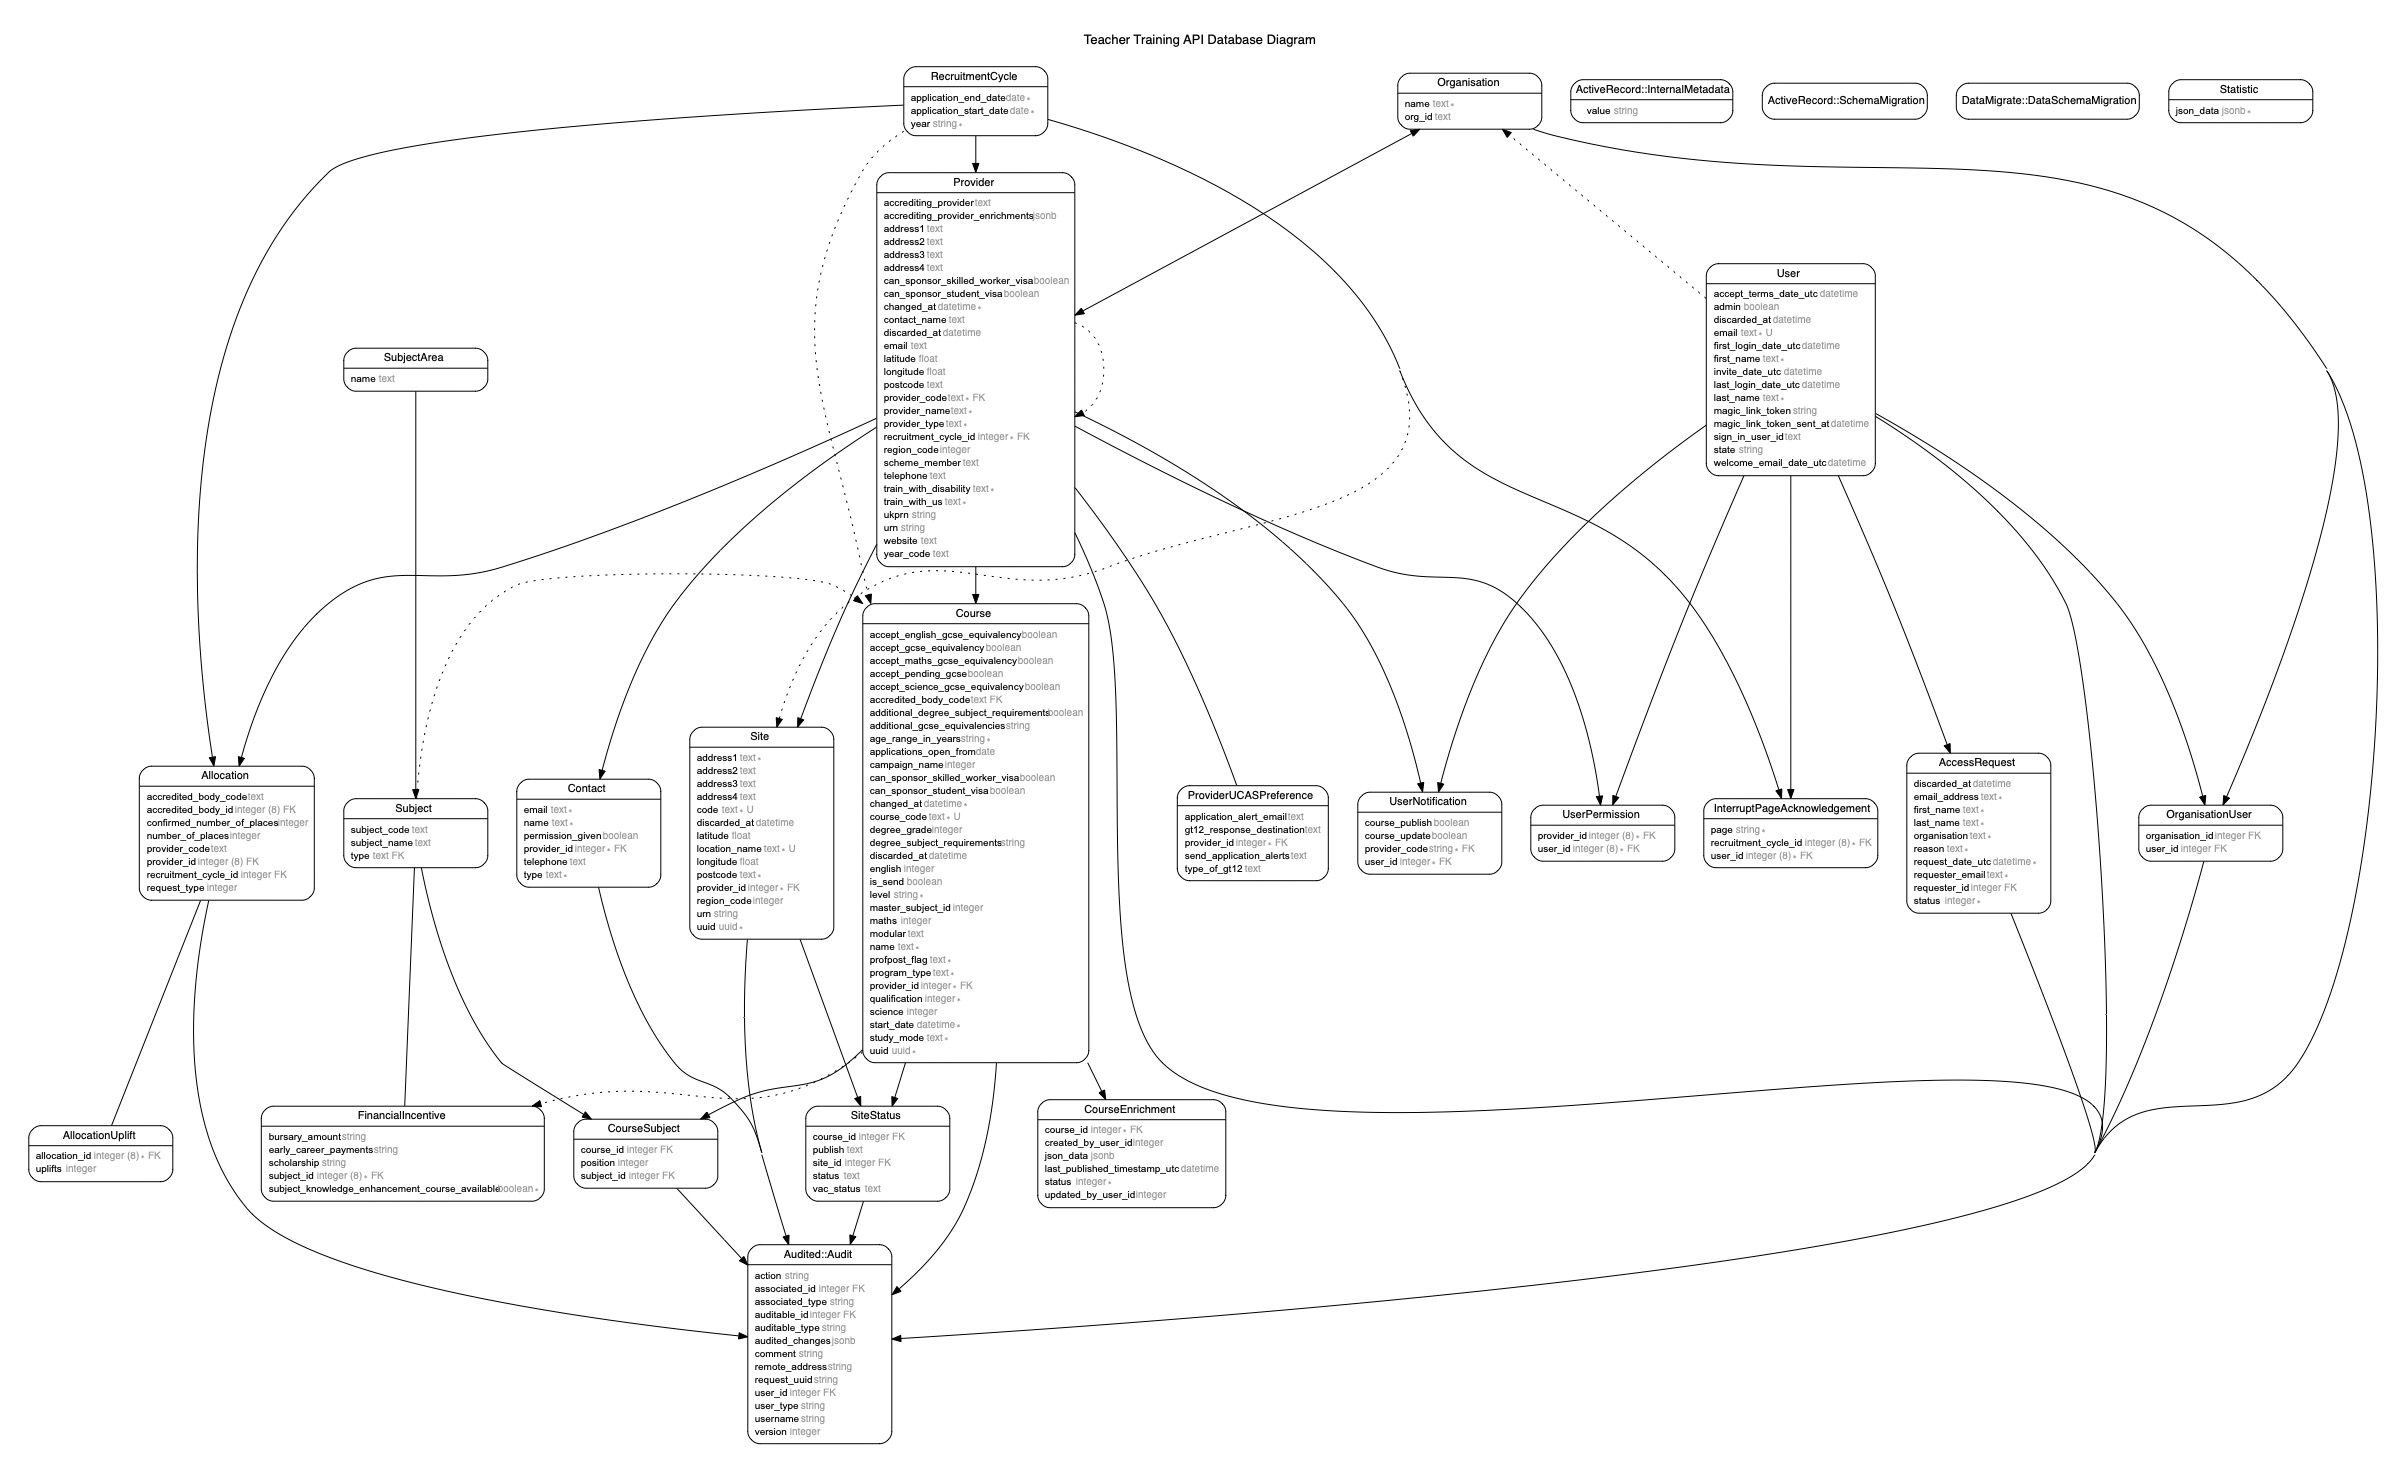 Teacher Training API Database Diagram
RecruitmentCycle
application_end_date date ∗
application_start_date date ∗
year string ∗
Organisation
name text ∗
org_id text
ActiveRecord::InternalMetadata
value string
ActiveRecord::SchemaMigration
DataMigrate::DataSchemaMigration
Statistic
json_data jsonb ∗
Provider
accrediting_provider text
accrediting_provider_enrichments jsonb
address1 text
address2 text
address3 text
address4 text
can_sponsor_skilled_worker_visa boolean
can_sponsor_student_visa boolean
changed_at datetime ∗
contact_name text
discarded_at datetime
email text
latitude float
longitude float
postcode text
provider_code text ∗ FK
provider_name text ∗
provider_type text ∗
recruitment_cycle_id integer ∗ FK
region_code integer
scheme_member text
telephone text
train_with_disability text ∗
train_with_us text ∗
ukprn string
urn string
website text
year_code text
User
accept_terms_date_utc datetime
admin boolean
discarded_at datetime
email text ∗ U
first_login_date_utc datetime
first_name text ∗
invite_date_utc datetime
last_login_date_utc datetime
last_name text ∗
magic_link_token string
magic_link_token_sent_at datetime
sign_in_user_id text
state string
welcome_email_date_utc datetime
SubjectArea
name text
Course
accept_english_gcse_equivalency boolean
accept_gcse_equivalency boolean
accept_maths_gcse_equivalency boolean
accept_pending_gcse boolean
accept_science_gcse_equivalency boolean
accredited_body_code text FK
additional_degree_subject_requirements boolean
additional_gcse_equivalencies string
age_range_in_years string ∗
applications_open_from date
campaign_name integer
can_sponsor_skilled_worker_visa boolean
can_sponsor_student_visa boolean
changed_at datetime ∗
course_code text ∗ U
degree_grade integer
degree_subject_requirements string
discarded_at datetime
english integer
is_send boolean
level string ∗
master_subject_id integer
maths integer
modular text
name text ∗
profpost_flag text ∗
program_type text ∗
provider_id integer ∗ FK
qualification integer ∗
science integer
start_date datetime ∗
study_mode text ∗
uuid uuid ∗
Allocation
accredited_body_code text
accredited_body_id integer (8) FK
confirmed_number_of_places integer
number_of_places integer
provider_code text
provider_id integer (8) FK
recruitment_cycle_id integer FK
request_type integer
Subject
subject_code text
subject_name text
type text FK
Contact
email text ∗
name text ∗
permission_given boolean
provider_id integer ∗ FK
telephone text
type text ∗
Site
address1 text ∗
address2 text
address3 text
address4 text
code text ∗ U
discarded_at datetime
latitude float
location_name text ∗ U
longitude float
postcode text ∗
provider_id integer ∗ FK
region_code integer
urn string
uuid uuid ∗
ProviderUCASPreference
application_alert_email text
gt12_response_destination text
provider_id integer ∗ FK
send_application_alerts text
type_of_gt12 text
UserNotification
course_publish boolean
course_update boolean
provider_code string ∗ FK
user_id integer ∗ FK
UserPermission
provider_id integer (8) ∗ FK
user_id integer (8) ∗ FK
InterruptPageAcknowledgement
page string ∗
recruitment_cycle_id integer (8) ∗ FK
user_id integer (8) ∗ FK
AccessRequest
discarded_at datetime
email_address text ∗
first_name text ∗
last_name text ∗
organisation text ∗
reason text ∗
request_date_utc datetime ∗
requester_email text ∗
requester_id integer FK
status integer ∗
OrganisationUser
organisation_id integer FK
user_id integer FK
AllocationUplift
allocation_id integer (8) ∗ FK
uplifts integer
FinancialIncentive
bursary_amount string
early_career_payments string
scholarship string
subject_id integer (8) ∗ FK
subject_knowledge_enhancement_course_available boolean ∗
CourseSubject
course_id integer FK
position integer
subject_id integer FK
SiteStatus
course_id integer FK
publish text
site_id integer FK
status text
vac_status text
CourseEnrichment
course_id integer ∗ FK
created_by_user_id integer
json_data jsonb
last_published_timestamp_utc datetime
status integer ∗
updated_by_user_id integer
Audited::Audit
action string
associated_id integer FK
associated_type string
auditable_id integer FK
auditable_type string
audited_changes jsonb
comment string
remote_address string
request_uuid string
user_id integer FK
user_type string
username string
version integer